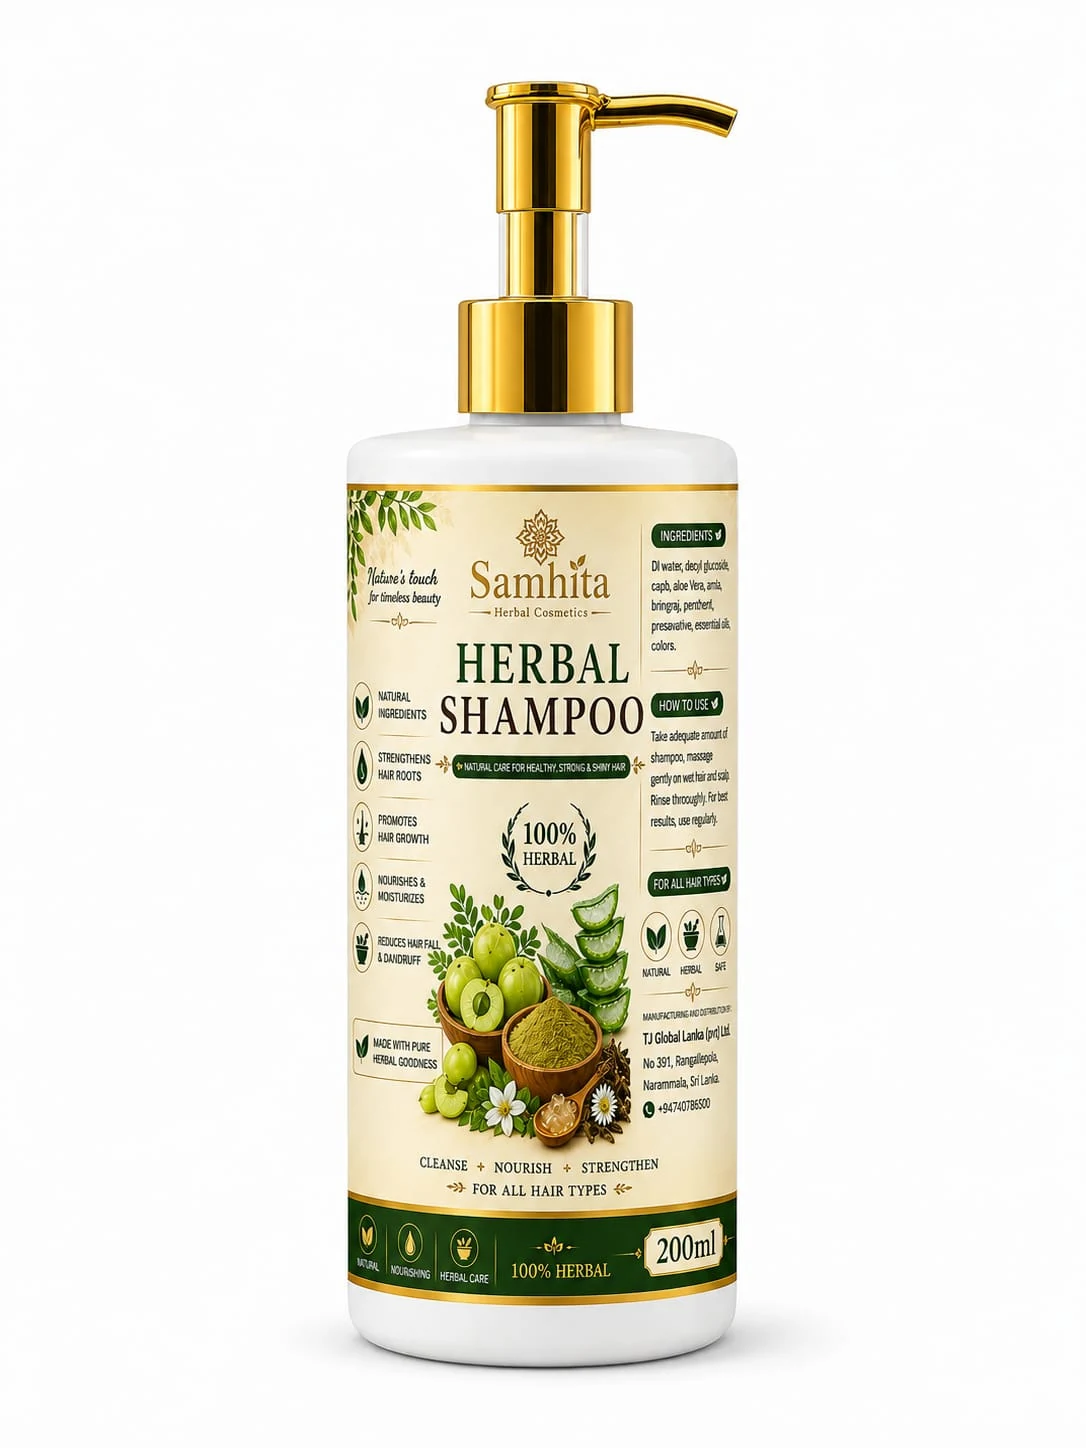 Nature's touch
for timeless beauty
Samhita
Herbal Cosmetics
HERBAL
SHAMPOO
NATURAL CARE FOR HEALTHY, STRONG & SHINY HAIR
100%
HERBAL
NATURAL
INGREDIENTS
STRENGTHENS
HAIR ROOTS
PROMOTES
HAIR GROWTH
NOURISHES &
MOISTURIZES
REDUCES HAIR FALL
& DANDRUFF
MADE WITH PURE
HERBAL GOODNESS
INGREDIENTS
DI water, decyl glucoside,
capb, aloe Vera, amla,
bringraj, penthenl,
presavative, essential oils,
colors.
HOW TO USE
Take adequate amount of
shampoo, massage
gently on wet hair and scalp.
Rinse throoughly. For best
results, use regularly.
FOR ALL HAIR TYPES
NATURAL HERBAL SAFE
MANUFACTURING AND DISTRIBUTION BY:
TJ Global Lanka (pvt) Ltd.
No 391, Rangallepola,
Narammala, Sri Lanka.
+94740786500
CLEANSE + NOURISH + STRENGTHEN
FOR ALL HAIR TYPES
NATURAL NOURISHING HERBAL CARE
100% HERBAL
200ml